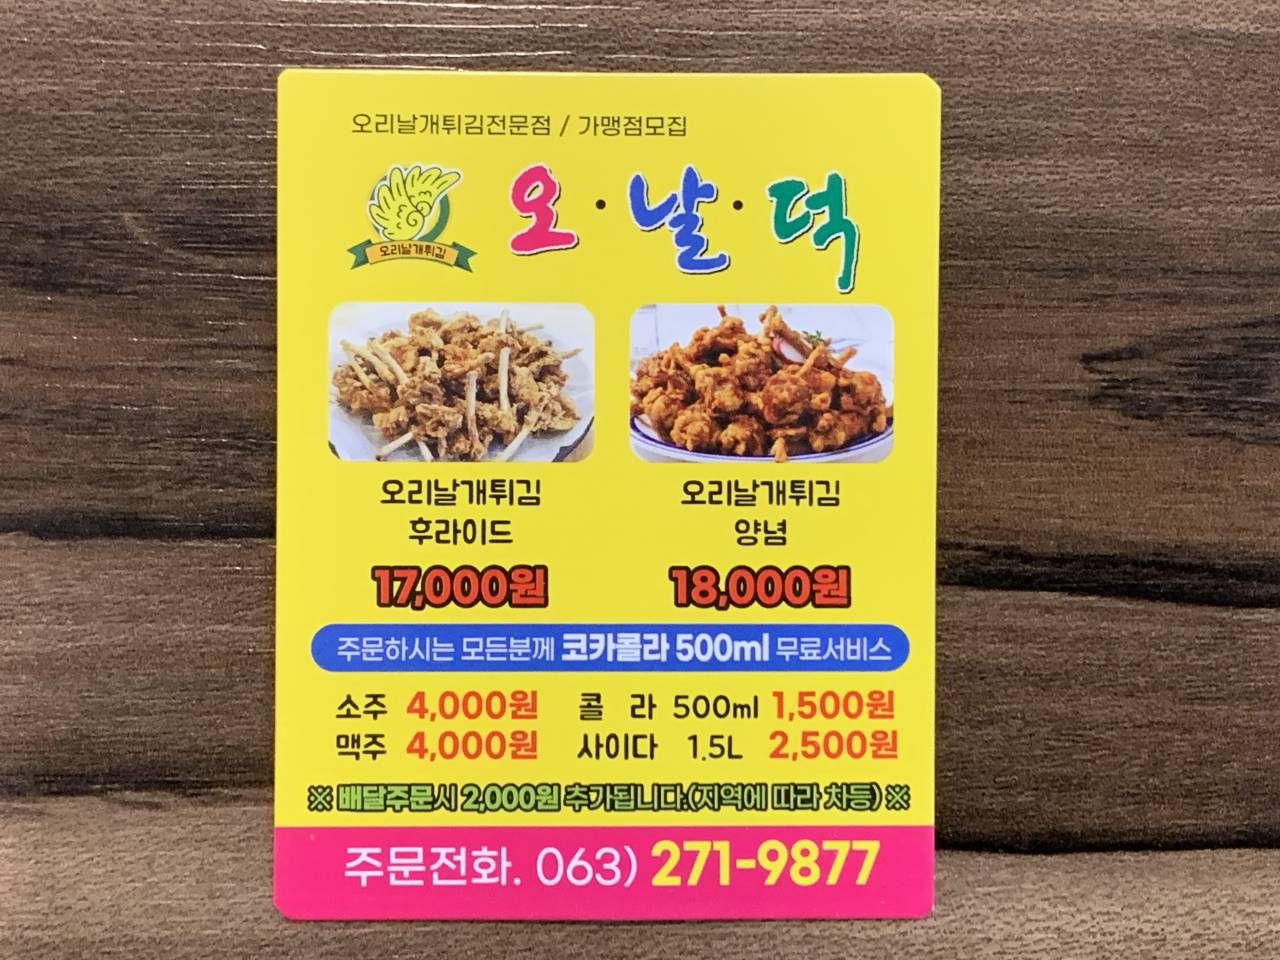 오리날개튀김전문점 / 가맹점모집
오리날개튀김
오·날·덕
오리날개튀김
후라이드
17,000원
오리날개튀김
양념
18,000원
주문하시는 모든분께 코카콜라 500ml 무료서비스
소주 4,000원 콜 라 500ml 1,500원
맥주 4,000원 사이다 1.5L 2,500원
※ 배달주문시 2,000원 추가됩니다.(지역에 따라 차등) ※
주문전화. 063) 271-9877